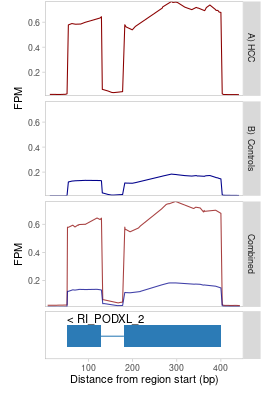 0.6
0.4
0.2
A) HCC
FPM
0.6
0.4
0.2
B) Controls
0.6
0.4
0.2
FPM
Combined
< RI_PODXL_2
100
200
300
400
Distance from region start (bp)